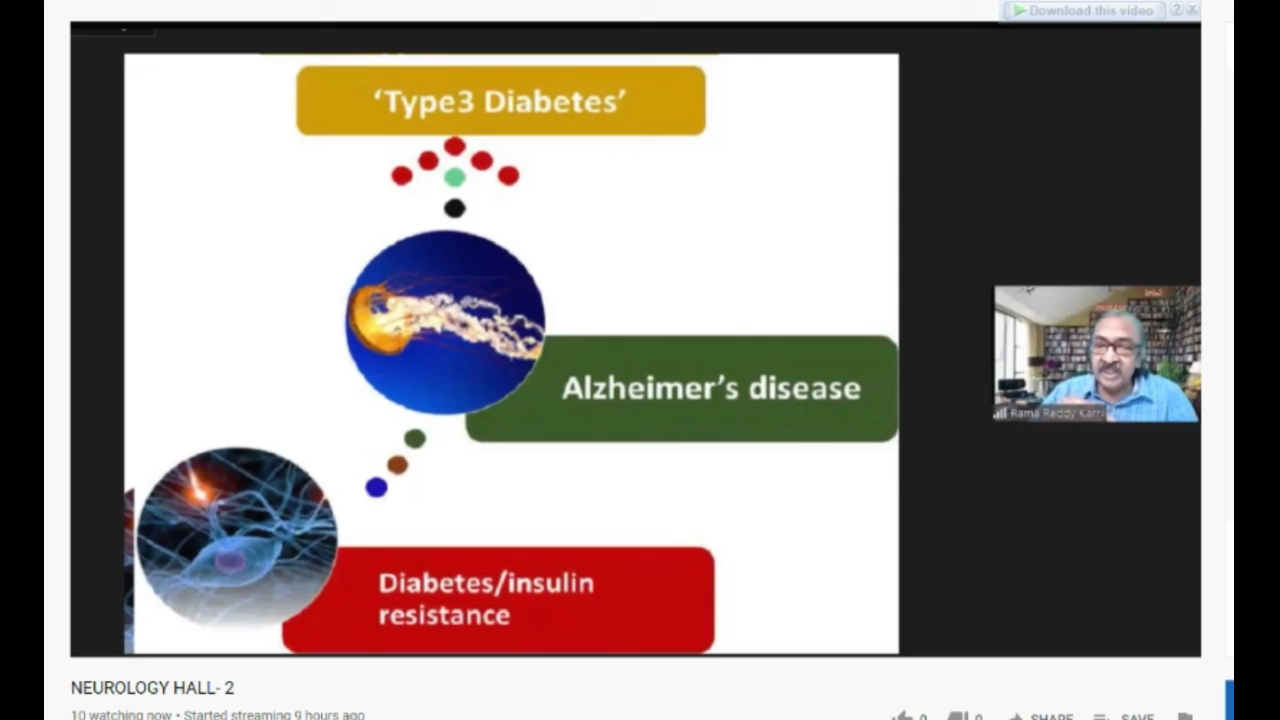 Download this video ? x
‘Type3 Diabetes’
Alzheimer’s disease
Rama Reddy Karri
Diabetes/insulin
resistance
NEUROLOGY HALL- 2
10 watching now • Started streaming 9 hours ago
0 0 SHARE SAVE